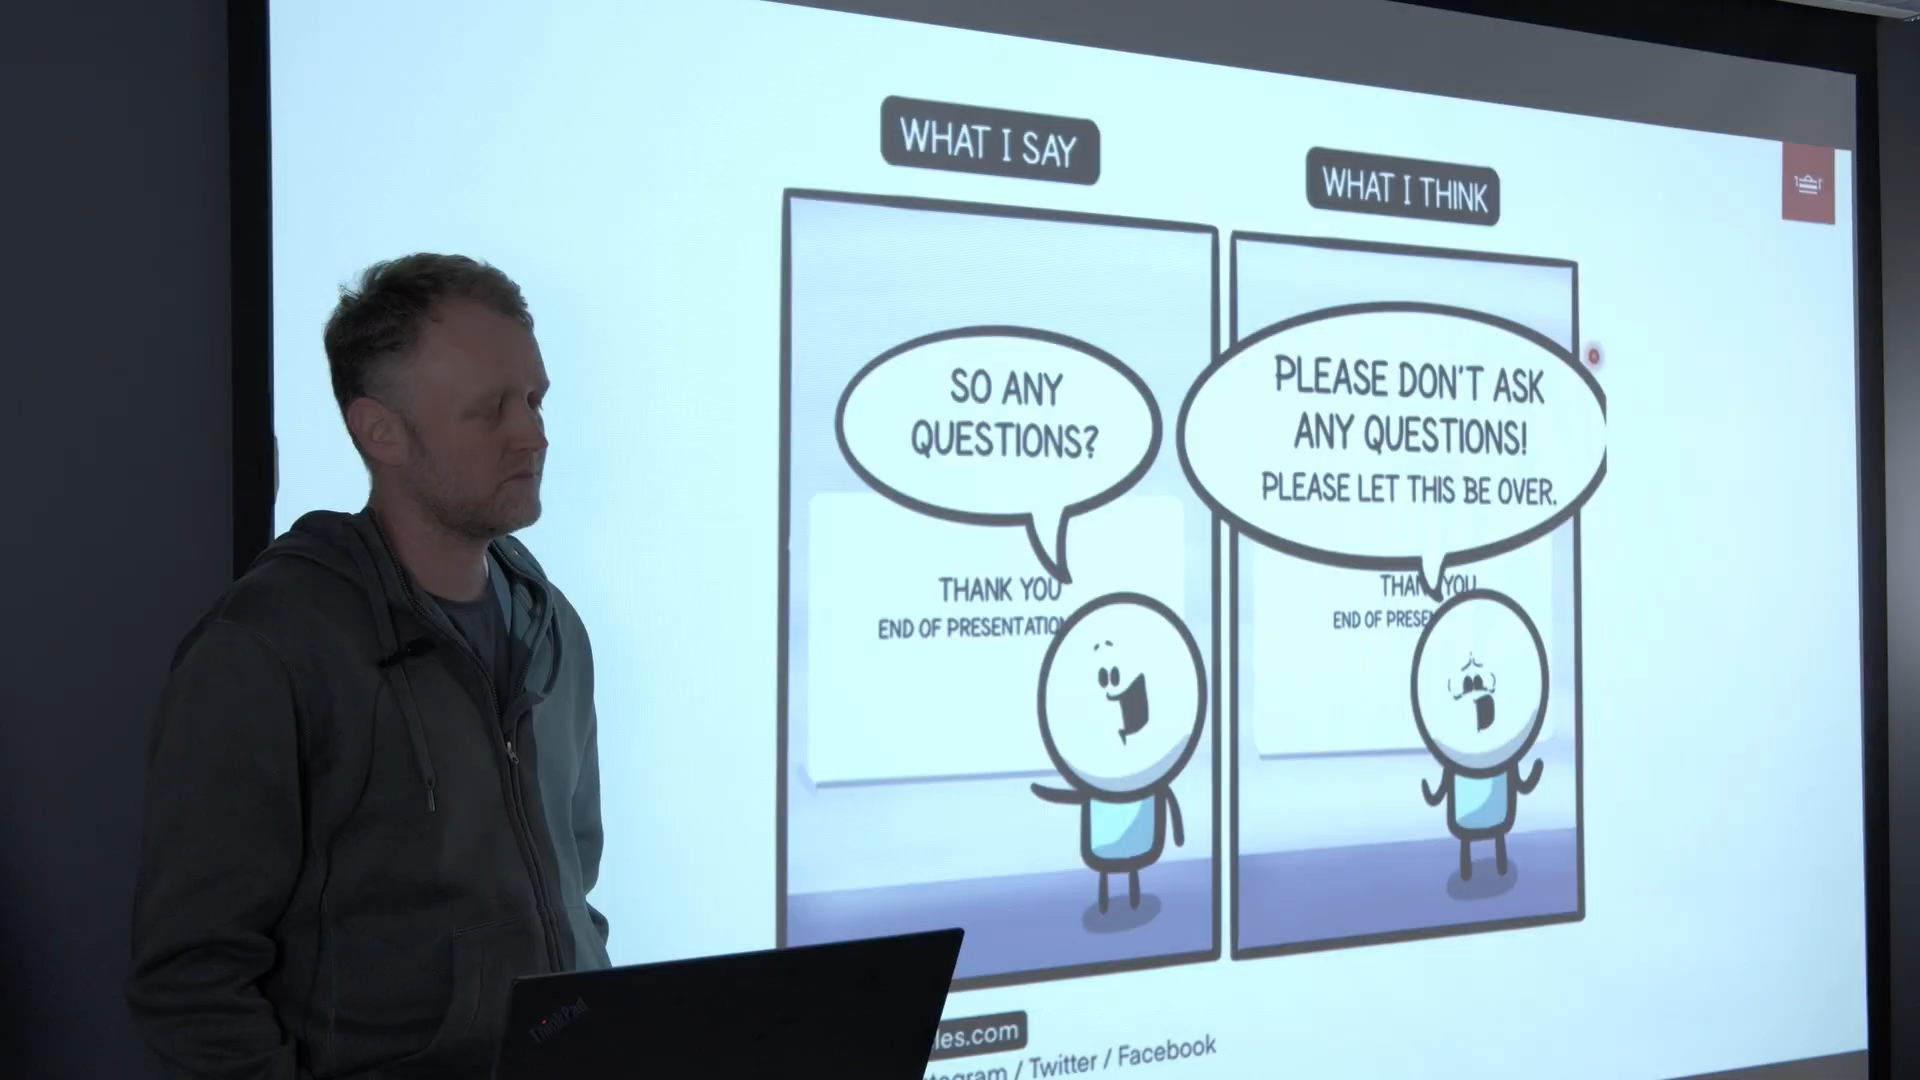 WHAT I SAY
WHAT I THINK
SO ANY
QUESTIONS?
PLEASE DON'T ASK
ANY QUESTIONS!
PLEASE LET THIS BE OVER.
THANK YOU
END OF PRESENTATION
THAN YOU
END OF PRESE
ThinkPad
les.com
tagram / Twitter / Facebook